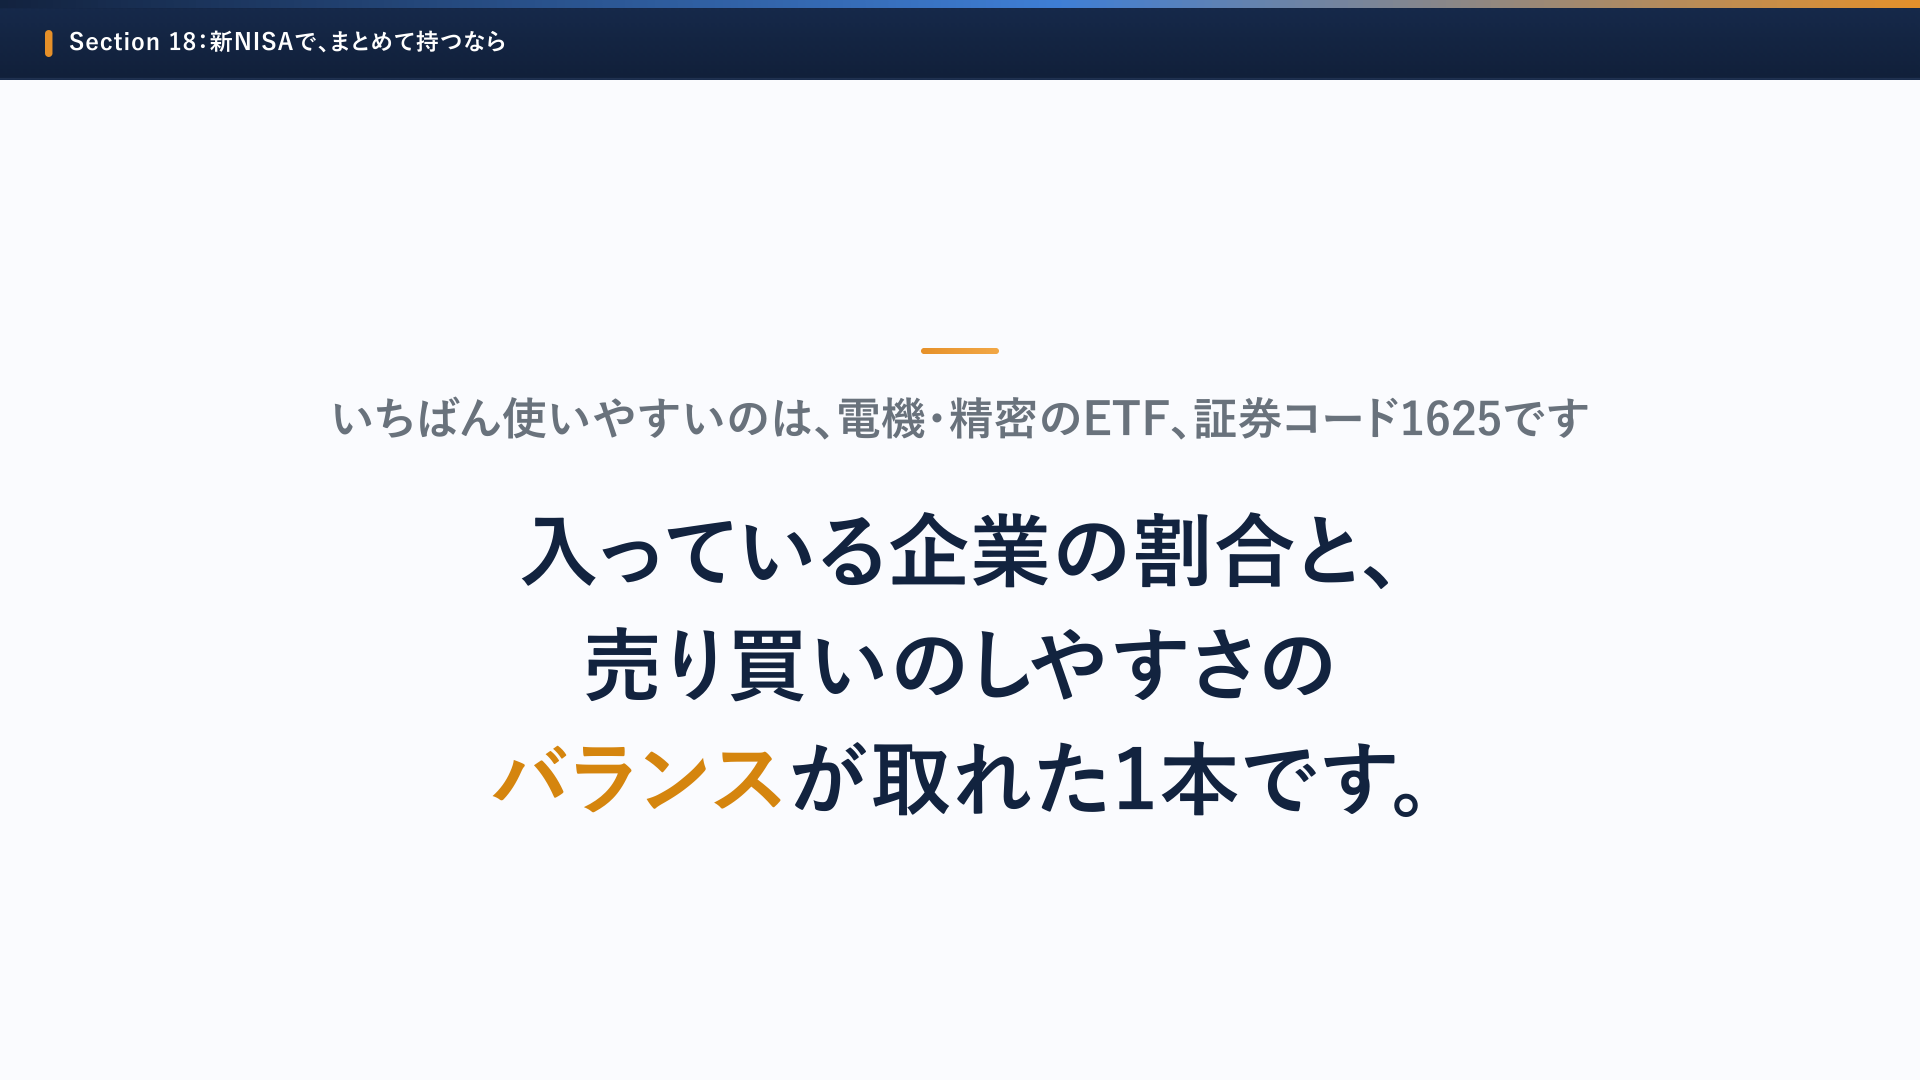 Section 18：新NISAで、まとめて持つなら
いちばん使いやすいのは、電機・精密のETF、証券コード1625です
入っている企業の割合と、
売り買いのしやすさの
バランスが取れた1本です。